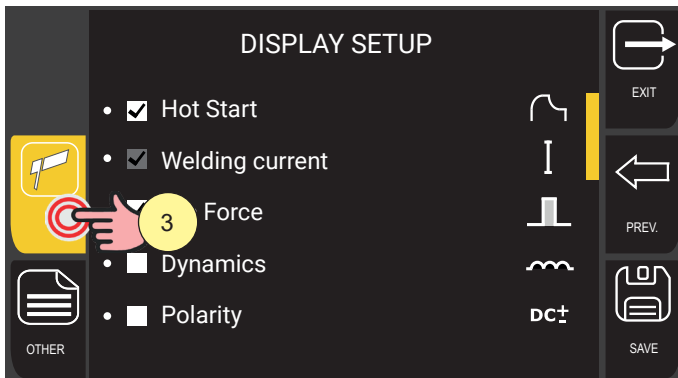 DISPLAY SETUP
EXIT
Hot Start
Welding current
3
Force
PREV.
Dynamics
Polarity
DC±
OTHER
SAVE